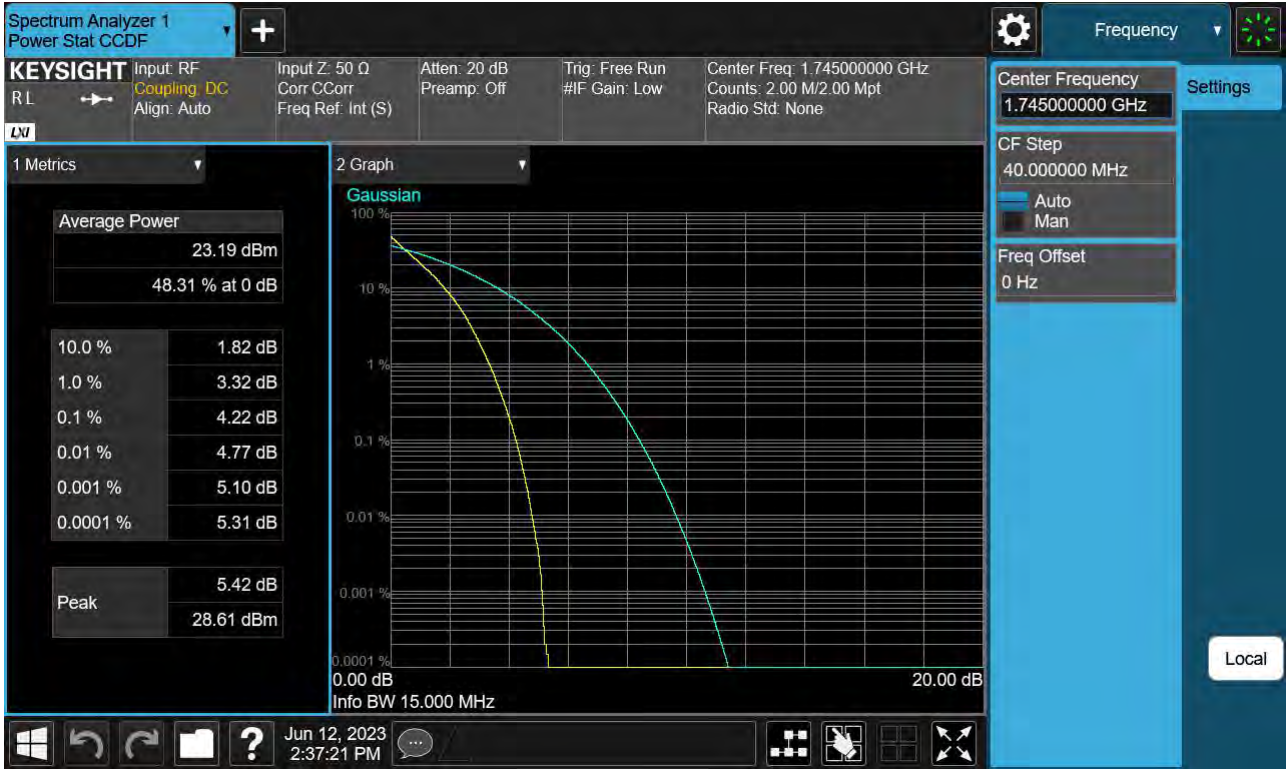 Spectrum Analyzer 1
Power Stat CCDF
Frequency
KEYSIGHT
R L
LXI
Input: RF
Coupling: DC
Align: Auto
Input Z: 50 Ω
Corr CCorr
Freq Ref: Int (S)
Atten: 20 dB
Preamp: Off
Trig: Free Run
#IF Gain: Low
Center Freq: 1.745000000 GHz
Counts: 2.00 M/2.00 Mpt
Radio Std: None
Center Frequency
1.745000000 GHz
Settings
CF Step
40.000000 MHz
Auto
Man
Freq Offset
0 Hz
Local
1 Metrics
Average Power
23.19 dBm
48.31 % at 0 dB
10.0 % 1.82 dB
1.0 % 3.32 dB
0.1 % 4.22 dB
0.01 % 4.77 dB
0.001 % 5.10 dB
0.0001 % 5.31 dB
Peak
5.42 dB
28.61 dBm
2 Graph
Gaussian
100 %
10 %
1 %
0.1 %
0.01 %
0.001 %
0.0001 %
0.00 dB 20.00 dB
Info BW 15.000 MHz
?
Jun 12, 2023
2:37:21 PM